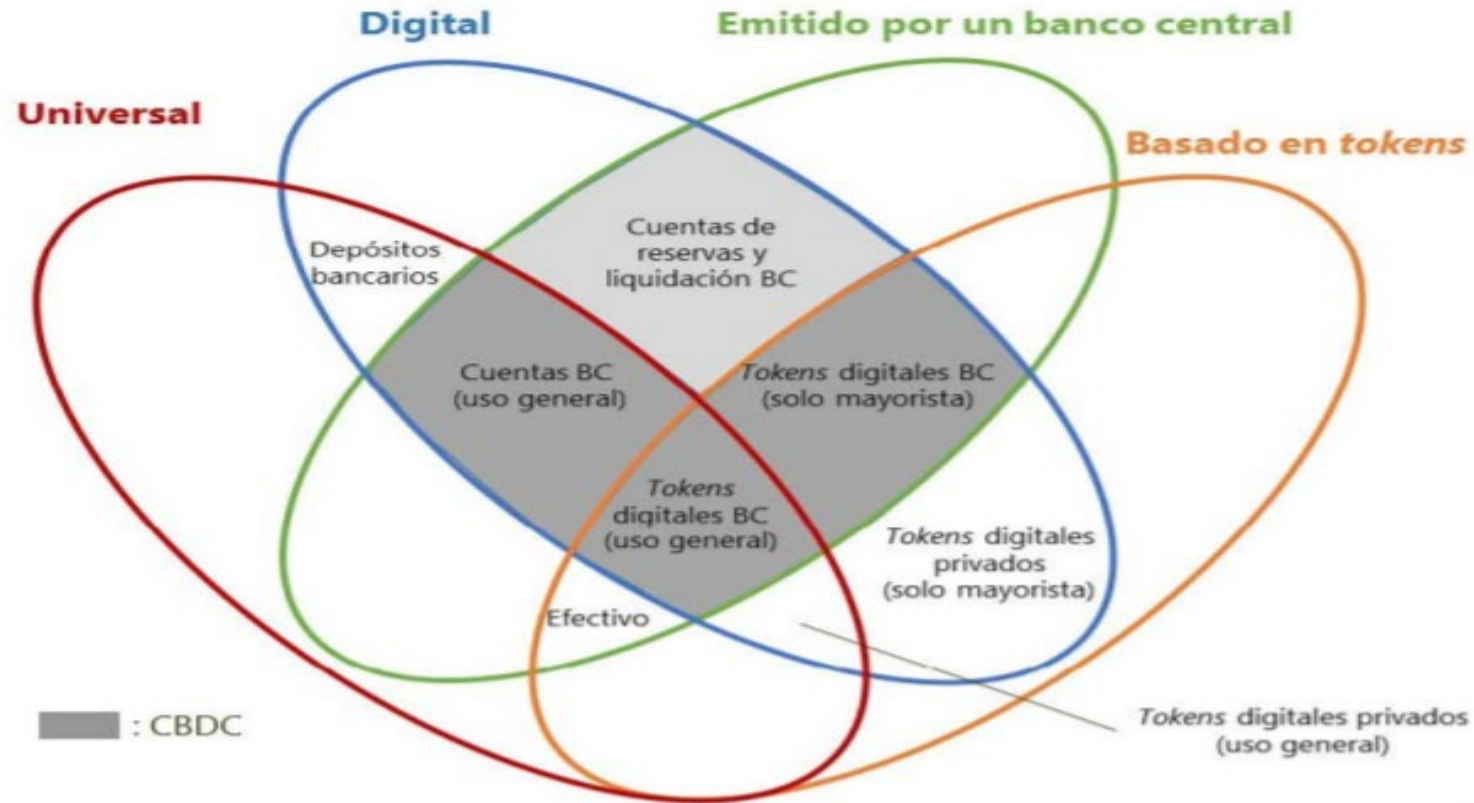 Digital
Emitido por un banco central
Universal
Basado en tokens
Depósitos
bancarios
Cuentas de
reservas y
liquidación BC
Cuentas BC
(uso general)
Tokens digitales BC
(solo mayorista)
Tokens
digitales BC
(uso general)
Tokens digitales
privados
(solo mayorista)
Efectivo
: CBDC
Tokens digitales privados
(uso general)